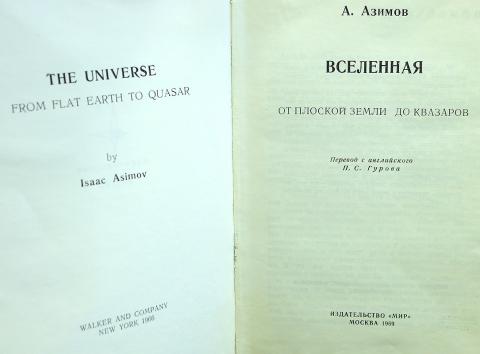 THE UNIVERSE
FROM FLAT EARTH TO QUASAR
by
Isaac Asimov
WALKER AND COMPANY
NEW YORK 1966
А. Азимов
ВСЕЛЕННАЯ
ОТ ПЛОСКОЙ ЗЕМЛИ ДО КВАЗАРОВ
Перевод с английского
П. С. Гурова
ИЗДАТЕЛЬСТВО «МИР»
МОСКВА 1969